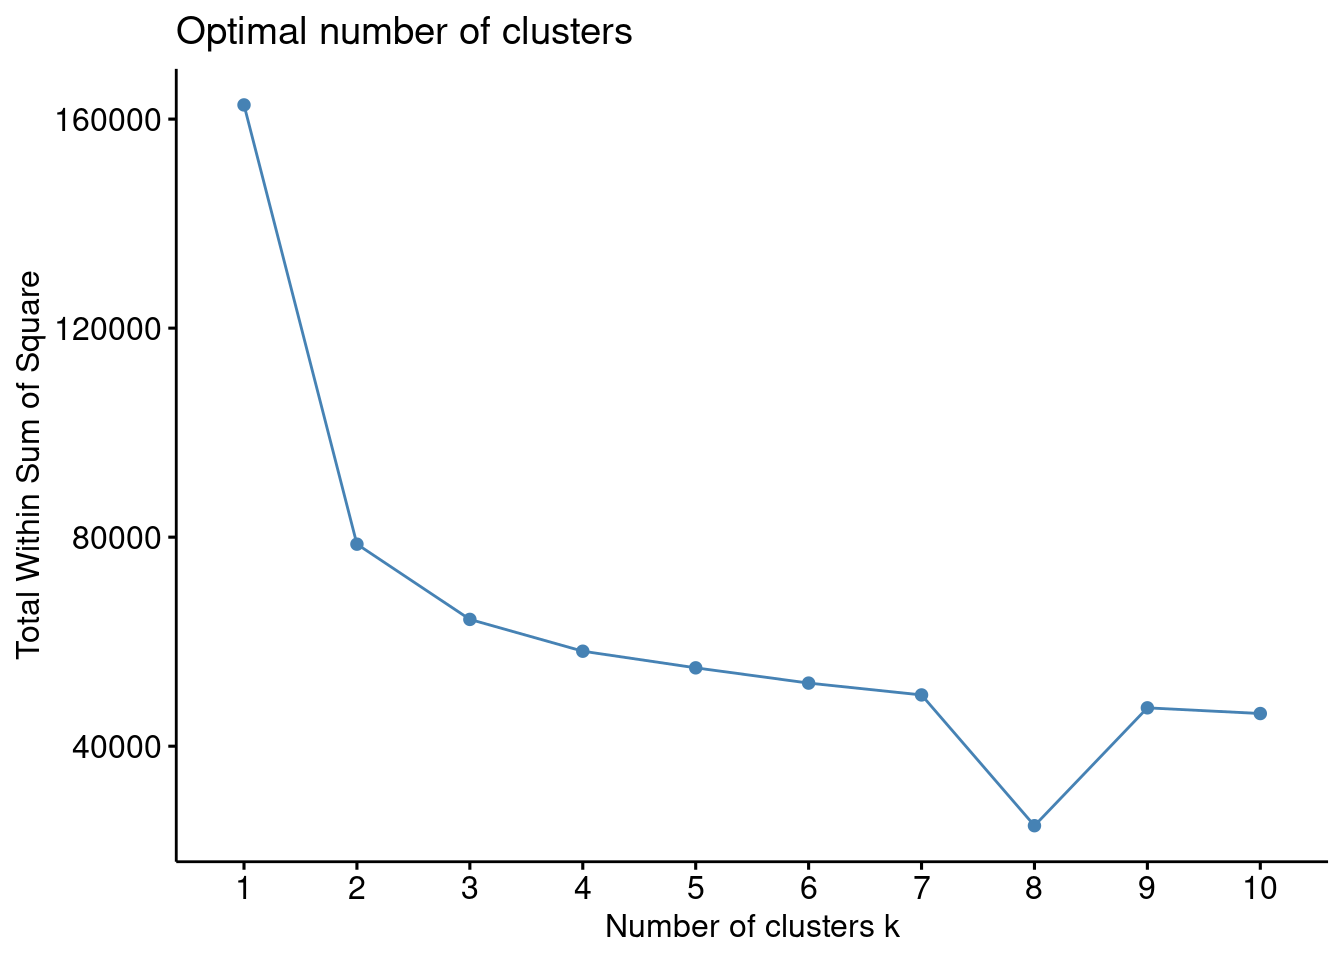 Optimal number of clusters
Total Within Sum of Square
160000
120000
80000
40000
1 2 3 4 5 6 7 8 9 10
Number of clusters k